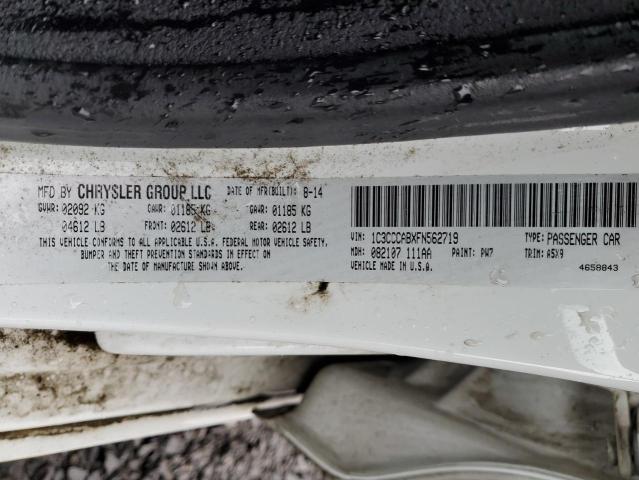 MFD BY CHRYSLER GROUP LLC DATE OF MFR(BUILT): 8-14
GVWR: 02092 KG GAWR: 01185 KG GAWR: 01185 KG
04612 LB FRONT: 02612 LB REAR: 02612 LB
THIS VEHICLE CONFORMS TO ALL APPLICABLE U.S.A. FEDERAL MOTOR VEHICLE SAFETY,
BUMPER AND THEFT PREVENTION STANDARDS IN EFFECT ON
THE DATE OF MANUFACTURE SHOWN ABOVE.
VIN: 1C3CCCABXFN562719 TYPE: PASSENGER CAR
MDH: 082107 111AA PAINT: PW7 TRIM: A5X9
VEHICLE MADE IN U.S.A.
4658843